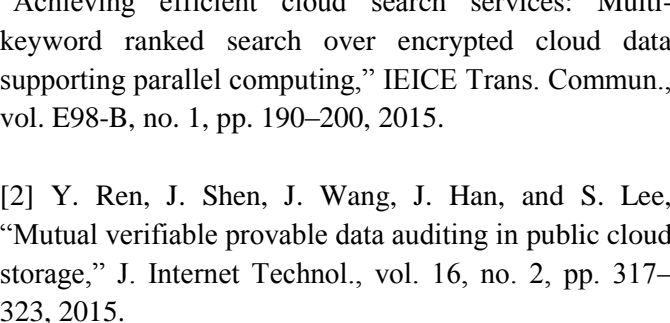 "Achieving efficient cloud search services: Multi-
keyword ranked search over encrypted cloud data
supporting parallel computing,” IEICE Trans. Commun.,
vol. E98-B, no. 1, pp. 190–200, 2015.
[2] Y. Ren, J. Shen, J. Wang, J. Han, and S. Lee,
“Mutual verifiable provable data auditing in public cloud
storage,” J. Internet Technol., vol. 16, no. 2, pp. 317–
323, 2015.